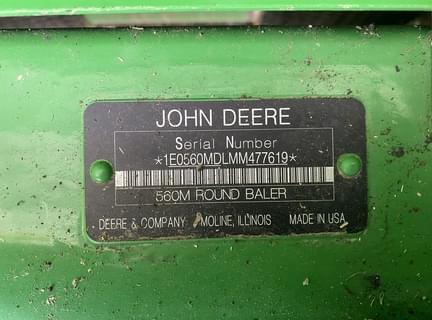 JOHN DEERE
Serial Number
*1E0560MDLMM477619*
560M ROUND BALER
DEERE & COMPANY MOLINE, ILLINOIS MADE IN USA